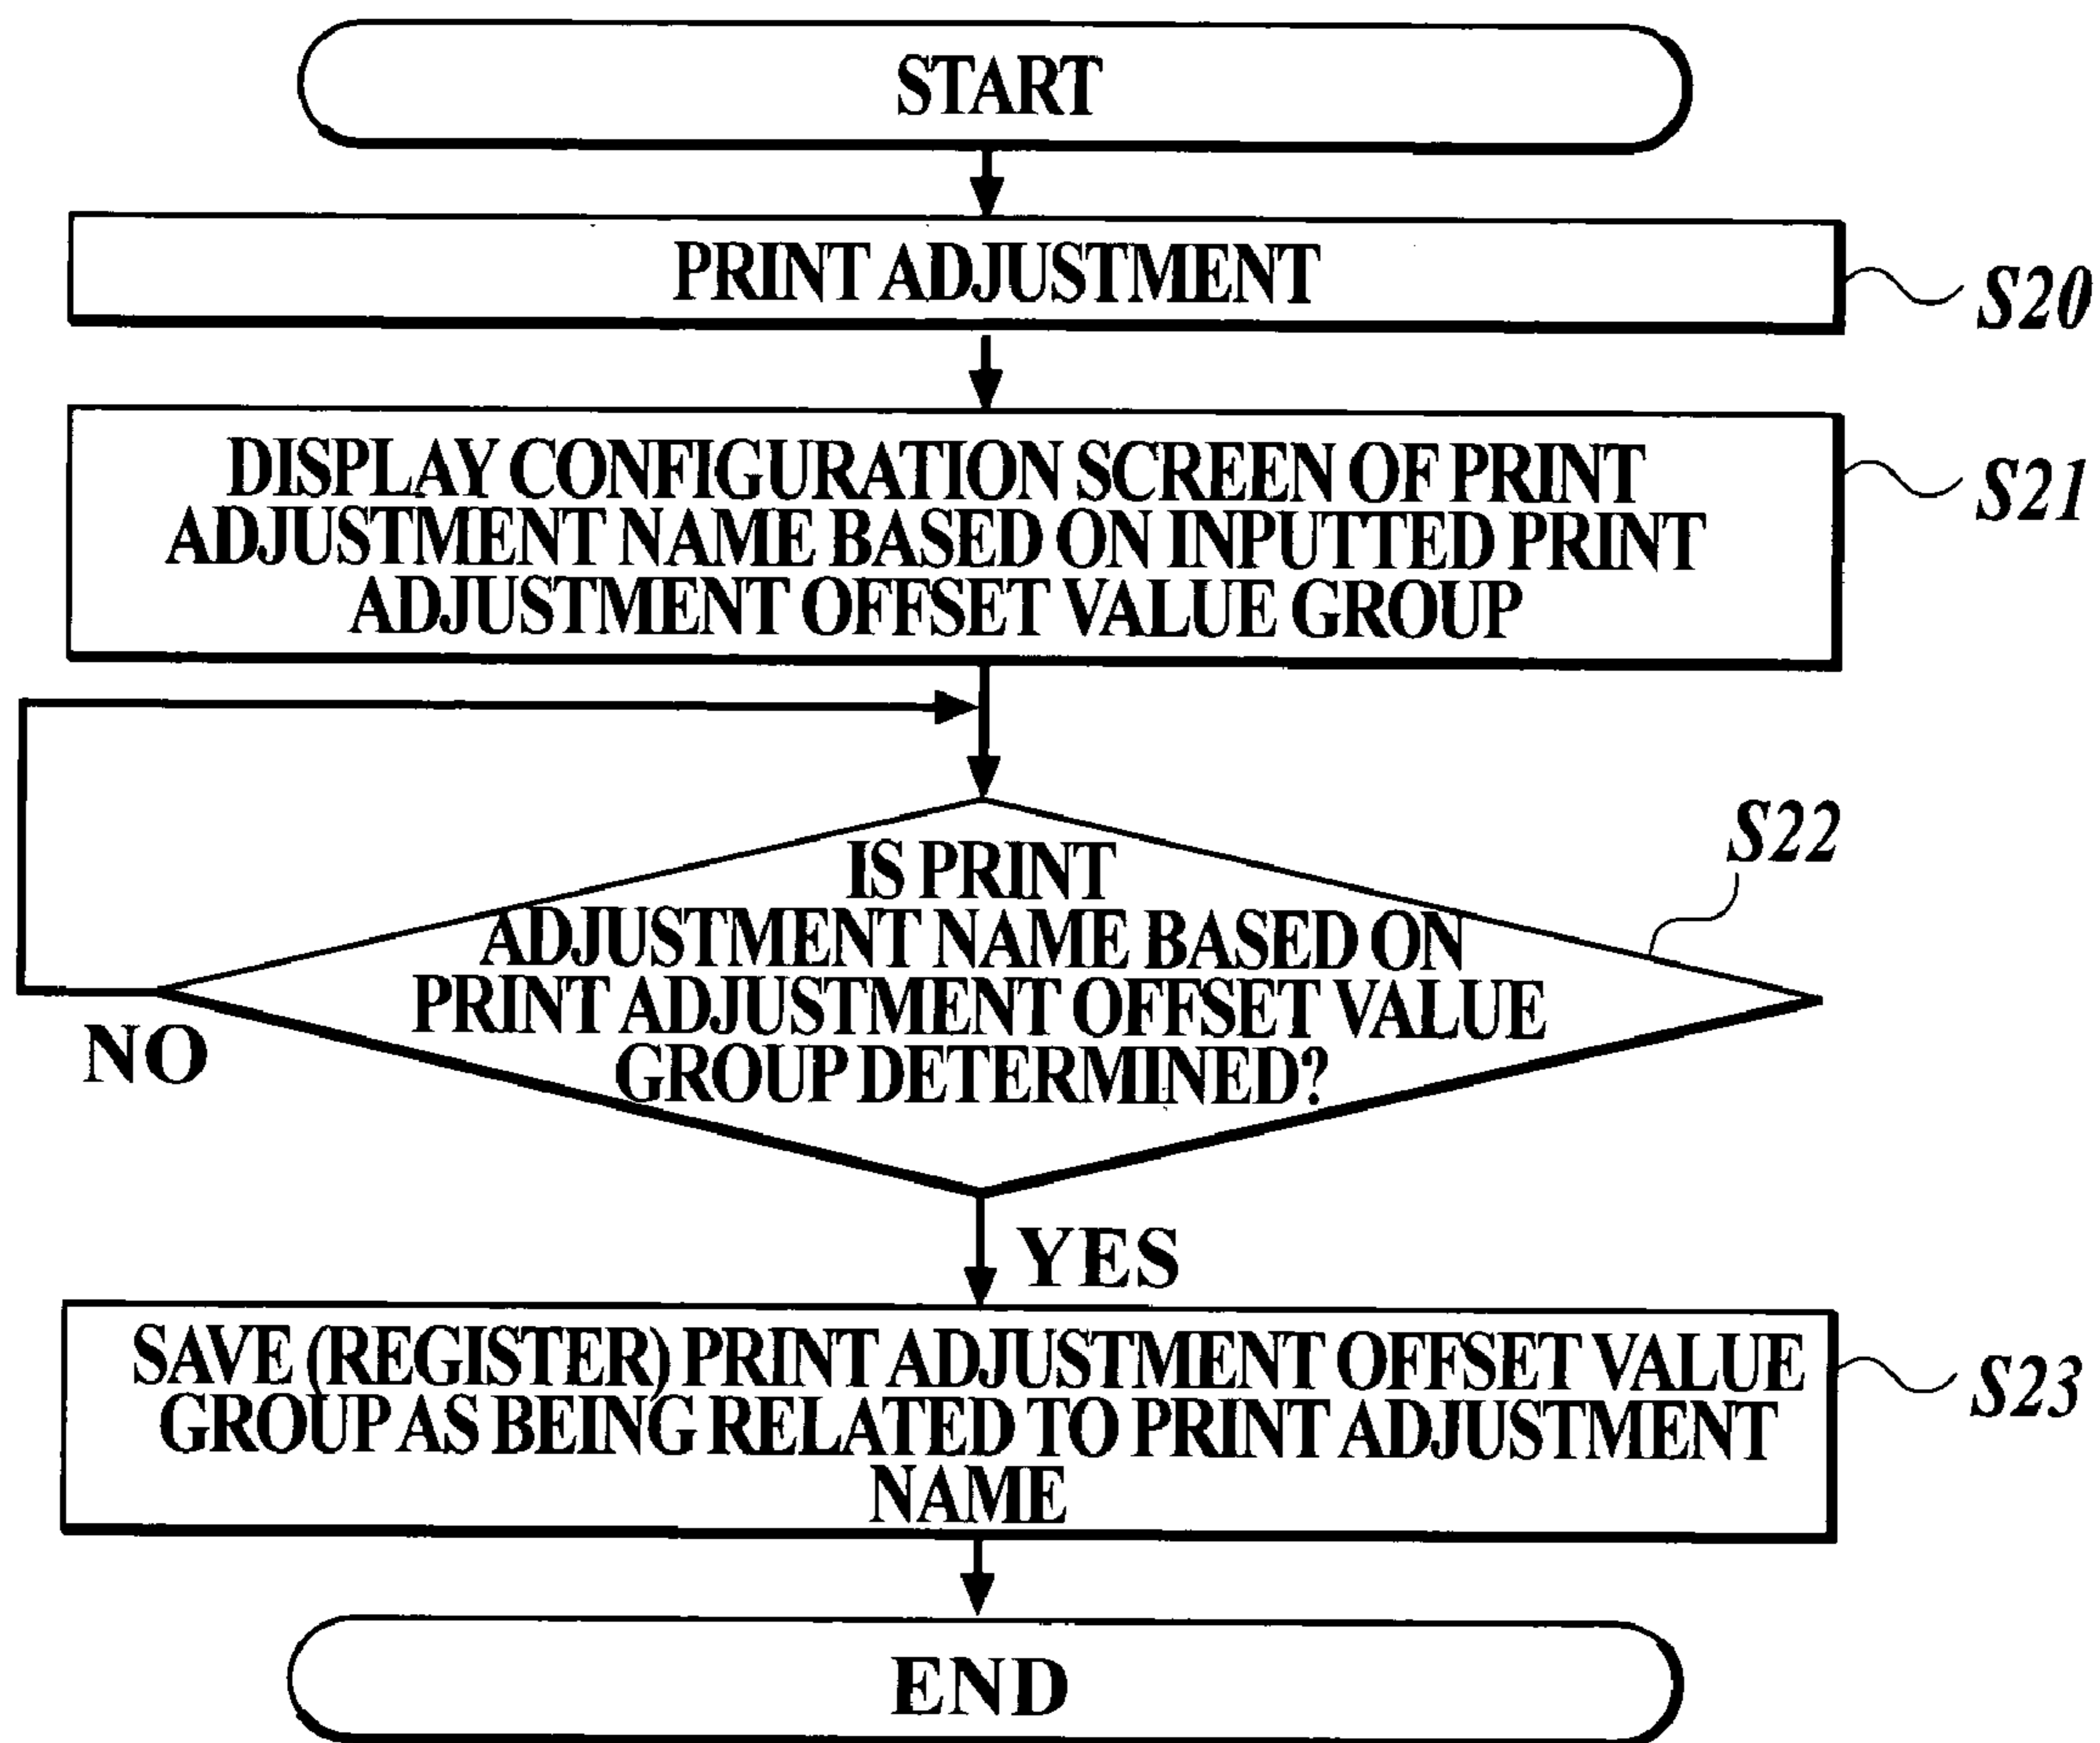 START
PRINT ADJUSTMENT
S20
DISPLAY CONFIGURATION SCREEN OF PRINT
ADJUSTMENT NAME BASED ON INPUTTED PRINT
ADJUSTMENT OFFSET VALUE GROUP
S21
IS PRINT
ADJUSTMENT NAME BASED ON
PRINT ADJUSTMENT OFFSET VALUE
GROUP DETERMINED?
S22
NO
YES
SAVE (REGISTER) PRINT ADJUSTMENT OFFSET VALUE
GROUP AS BEING RELATED TO PRINT ADJUSTMENT
NAME
S23
END